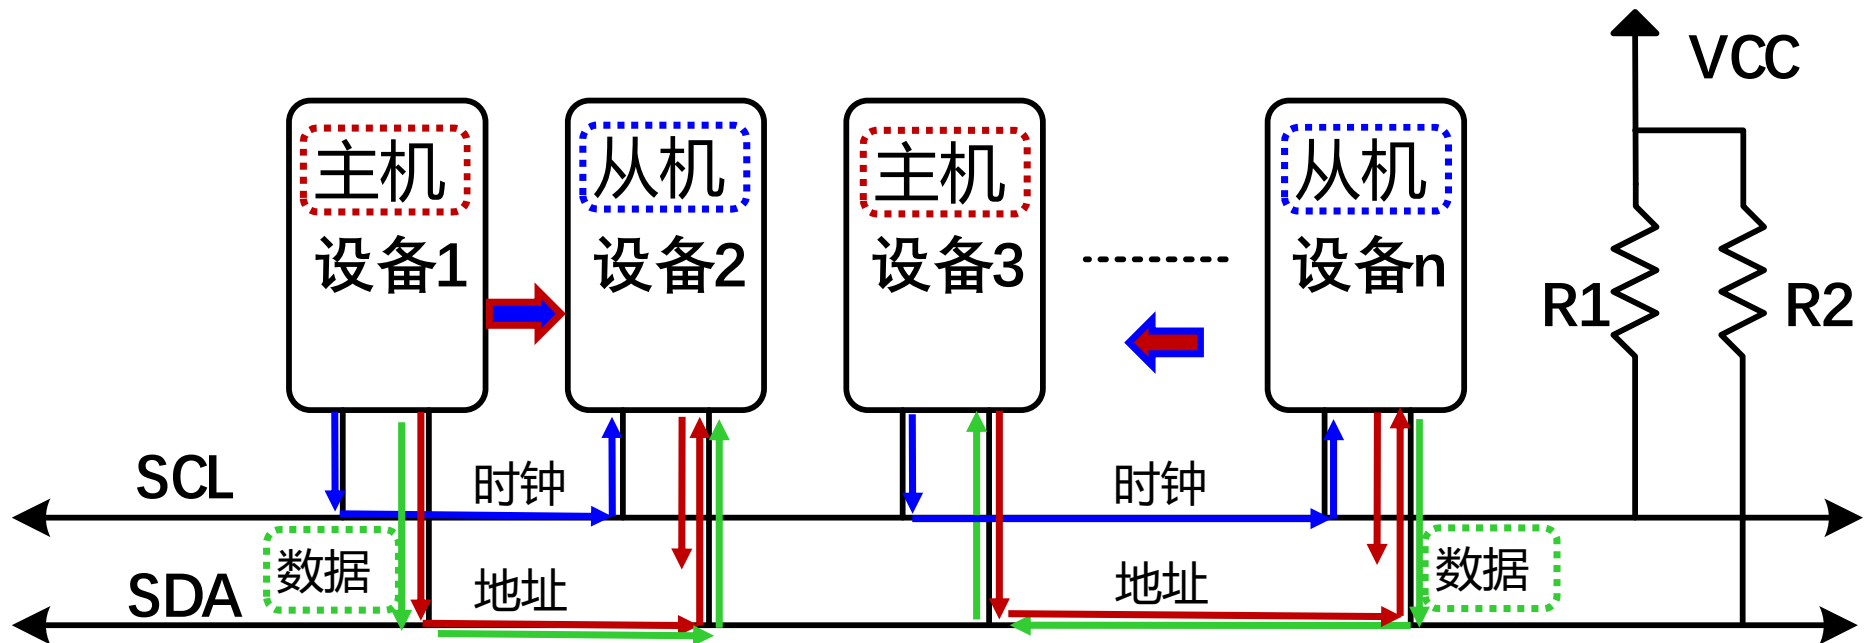 VCC
主机
从机
主机
从机
设备1
设备2
设备3
设备n
R1
R2
SCL
时钟
时钟
数据
数据
SDA
地址
地址